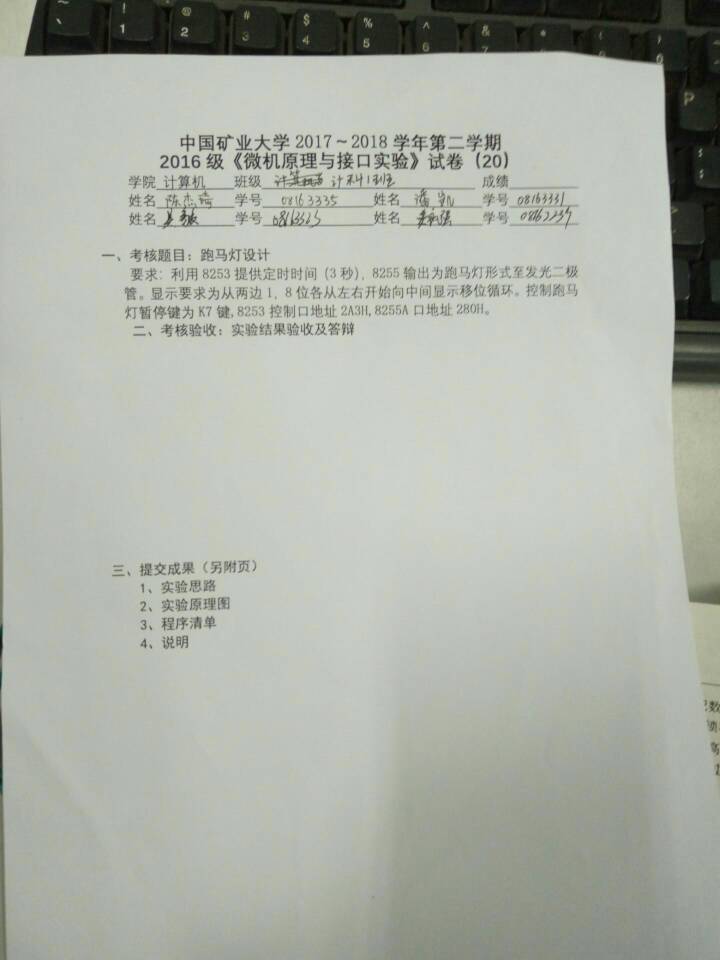 ~
!
1
@
2
#
3
$
4
%
5
^
6
&
7
中国矿业大学 2017～2018 学年第二学期
2016 级《微机原理与接口实验》试卷（20）
学院 计算机 班级 计科1班 成绩
姓名 学号 08163335 姓名 潘凯 学号 08163331
姓名 学号 姓名 学号
一、考核题目：跑马灯设计
要求：利用 8253 提供定时时间（3 秒），8255 输出为跑马灯形式至发光二极
管。显示要求为从两边 1，8 位各从左右开始向中间显示移位循环。控制跑马
灯暂停键为 K7 键,8253 控制口地址 2A3H,8255A 口地址 280H。
二、考核验收：实验结果验收及答辩
三、提交成果（另附页）
1、实验思路
2、实验原理图
3、程序清单
4、说明